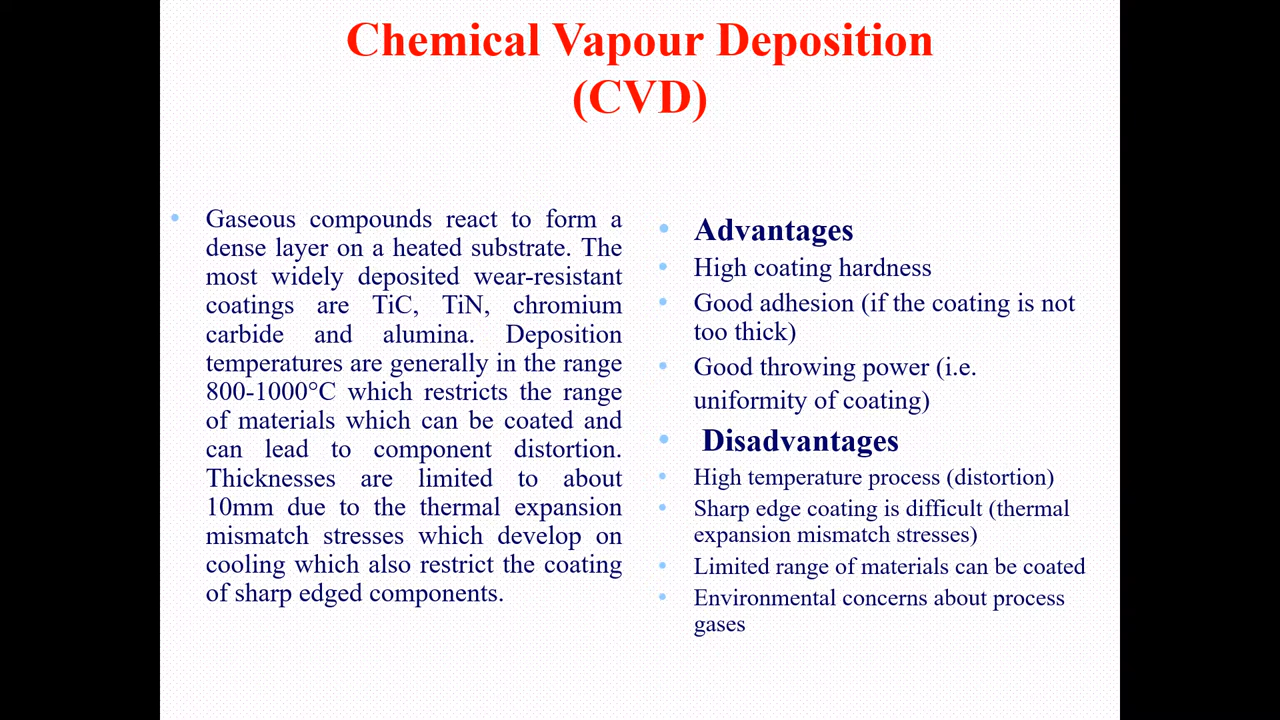 Chemical Vapour Deposition
(CVD)
Gaseous compounds react to form a
dense layer on a heated substrate. The
most widely deposited wear-resistant
coatings are TiC, TiN, chromium
carbide and alumina. Deposition
temperatures are generally in the range
800-1000°C which restricts the range
of materials which can be coated and
can lead to component distortion.
Thicknesses are limited to about
10mm due to the thermal expansion
mismatch stresses which develop on
cooling which also restrict the coating
of sharp edged components.
Advantages
High coating hardness
Good adhesion (if the coating is not
too thick)
Good throwing power (i.e.
uniformity of coating)
Disadvantages
High temperature process (distortion)
Sharp edge coating is difficult (thermal
expansion mismatch stresses)
Limited range of materials can be coated
Environmental concerns about process
gases